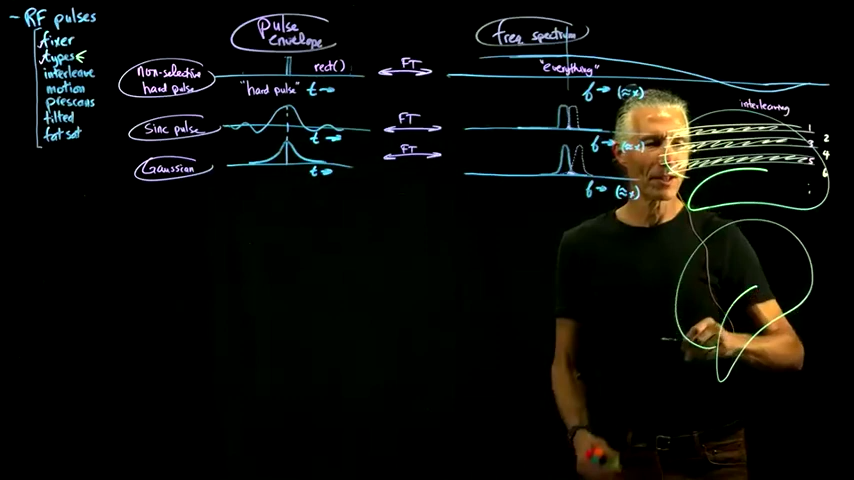 - RF pulses
fixer
types
interleave
motion
prescans
tilted
fat sat
pulse
envelope
freq spectrum
non-selective
hard pulse
rect()
"hard pulse" t →
FT
"everything"
f → (≈x)
Sinc pulse
t →
FT
f → (≈x)
Gaussian
t →
FT
f → (≈x)
interleaving
1
2
3
4
5
6